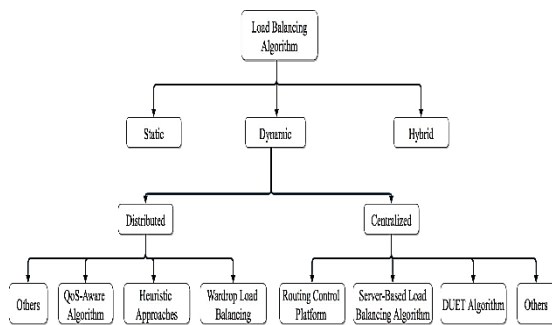 Load Balancing
Algorithm
Static
Dynamic
Hybrid
Distributed
Centralized
Others
QoS-Aware
Algorithm
Heuristic
Approaches
Wardrop Load
Balancing
Routing Control
Platform
Server-Based Load
Balancing Algorithm
DUET Algorithm
Others